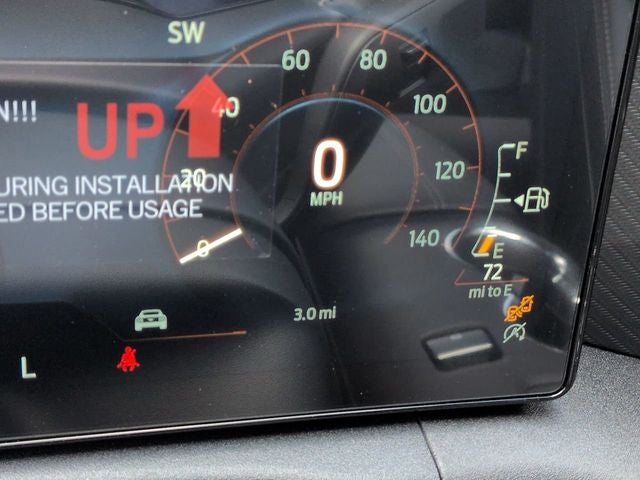 SW
60
80
N!!!
UP
40
100
F
0
MPH
120
20
URING INSTALLATION
ED BEFORE USAGE
0
140
E
72
mi to E
3.0 mi
L